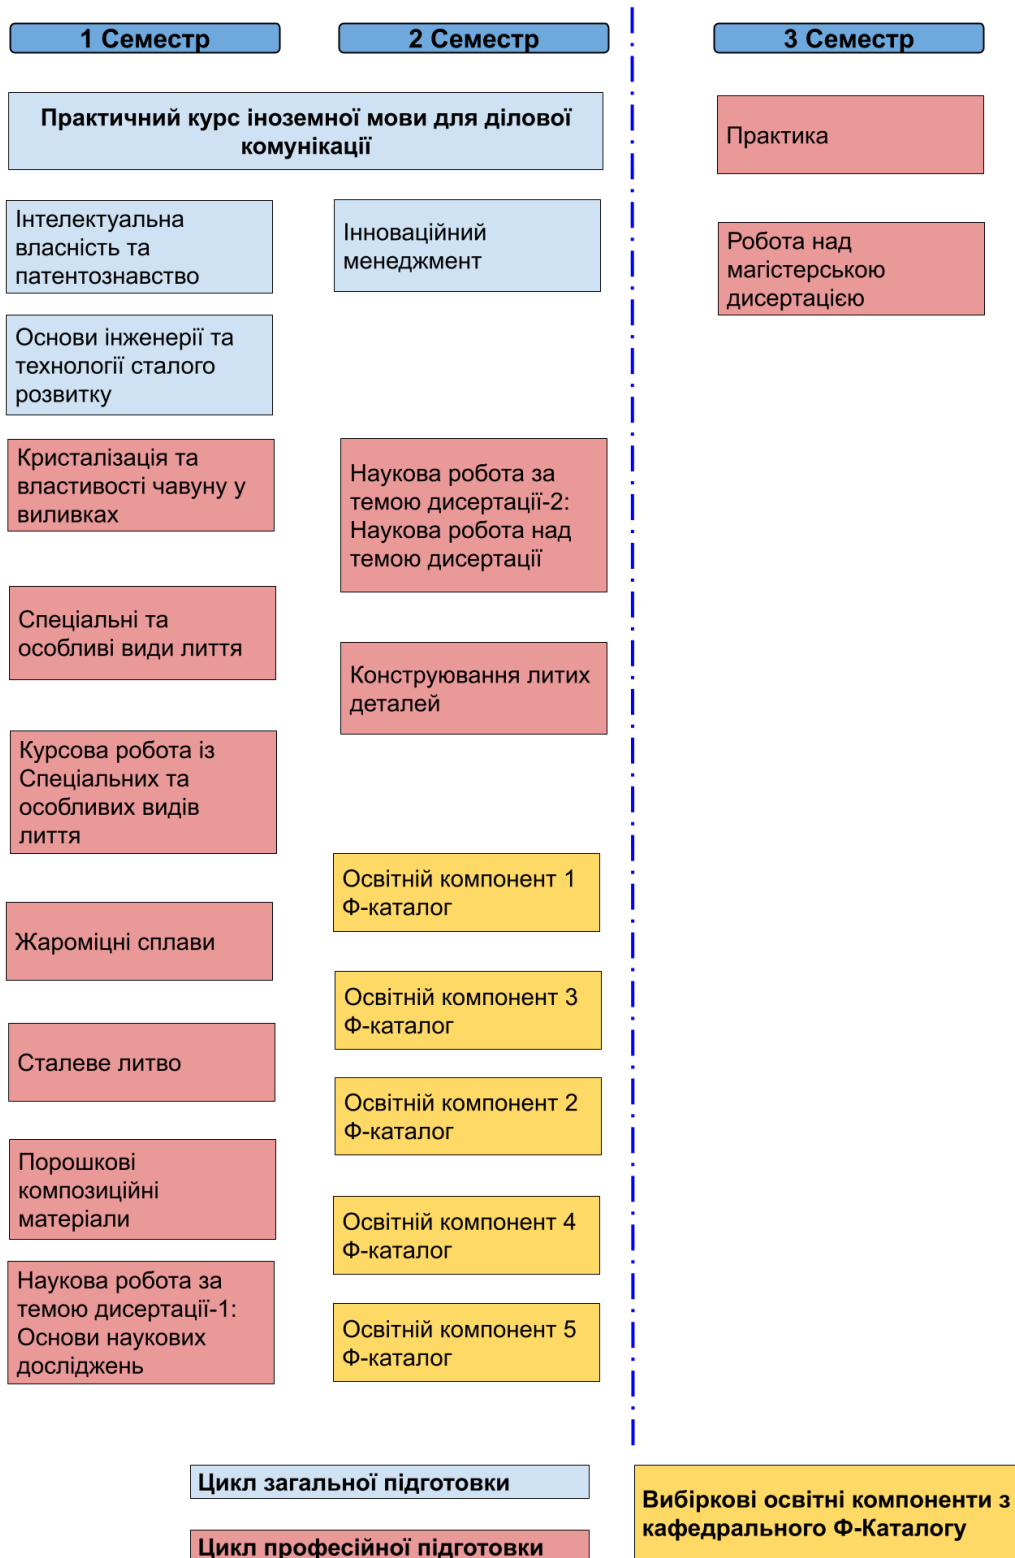 1 Семестр
2 Семестр
3 Семестр
Практичний курс іноземної мови для ділової
комунікації
Інтелектуальна
власність та
патентознавство
Основи інженерії та
технології сталого
розвитку
Кристалізація та
властивості чавуну у
виливках
Спеціальні та
особливі види лиття
Курсова робота із
Спеціальних та
особливих видів
лиття
Жароміцні сплави
Сталеве литво
Порошкові
композиційні
матеріали
Наукова робота за
темою дисертації-1:
Основи наукових
досліджень
Інноваційний
менеджмент
Наукова робота за
темою дисертації-2:
Наукова робота над
темою дисертації
Конструювання литих
деталей
Освітній компонент 1
Ф-каталог
Освітній компонент 3
Ф-каталог
Освітній компонент 2
Ф-каталог
Освітній компонент 4
Ф-каталог
Освітній компонент 5
Ф-каталог
Практика
Робота над
магістерською
дисертацією
Цикл загальної підготовки
Цикл професійної підготовки
Вибіркові освітні компоненти з
кафедрального Ф-Каталогу